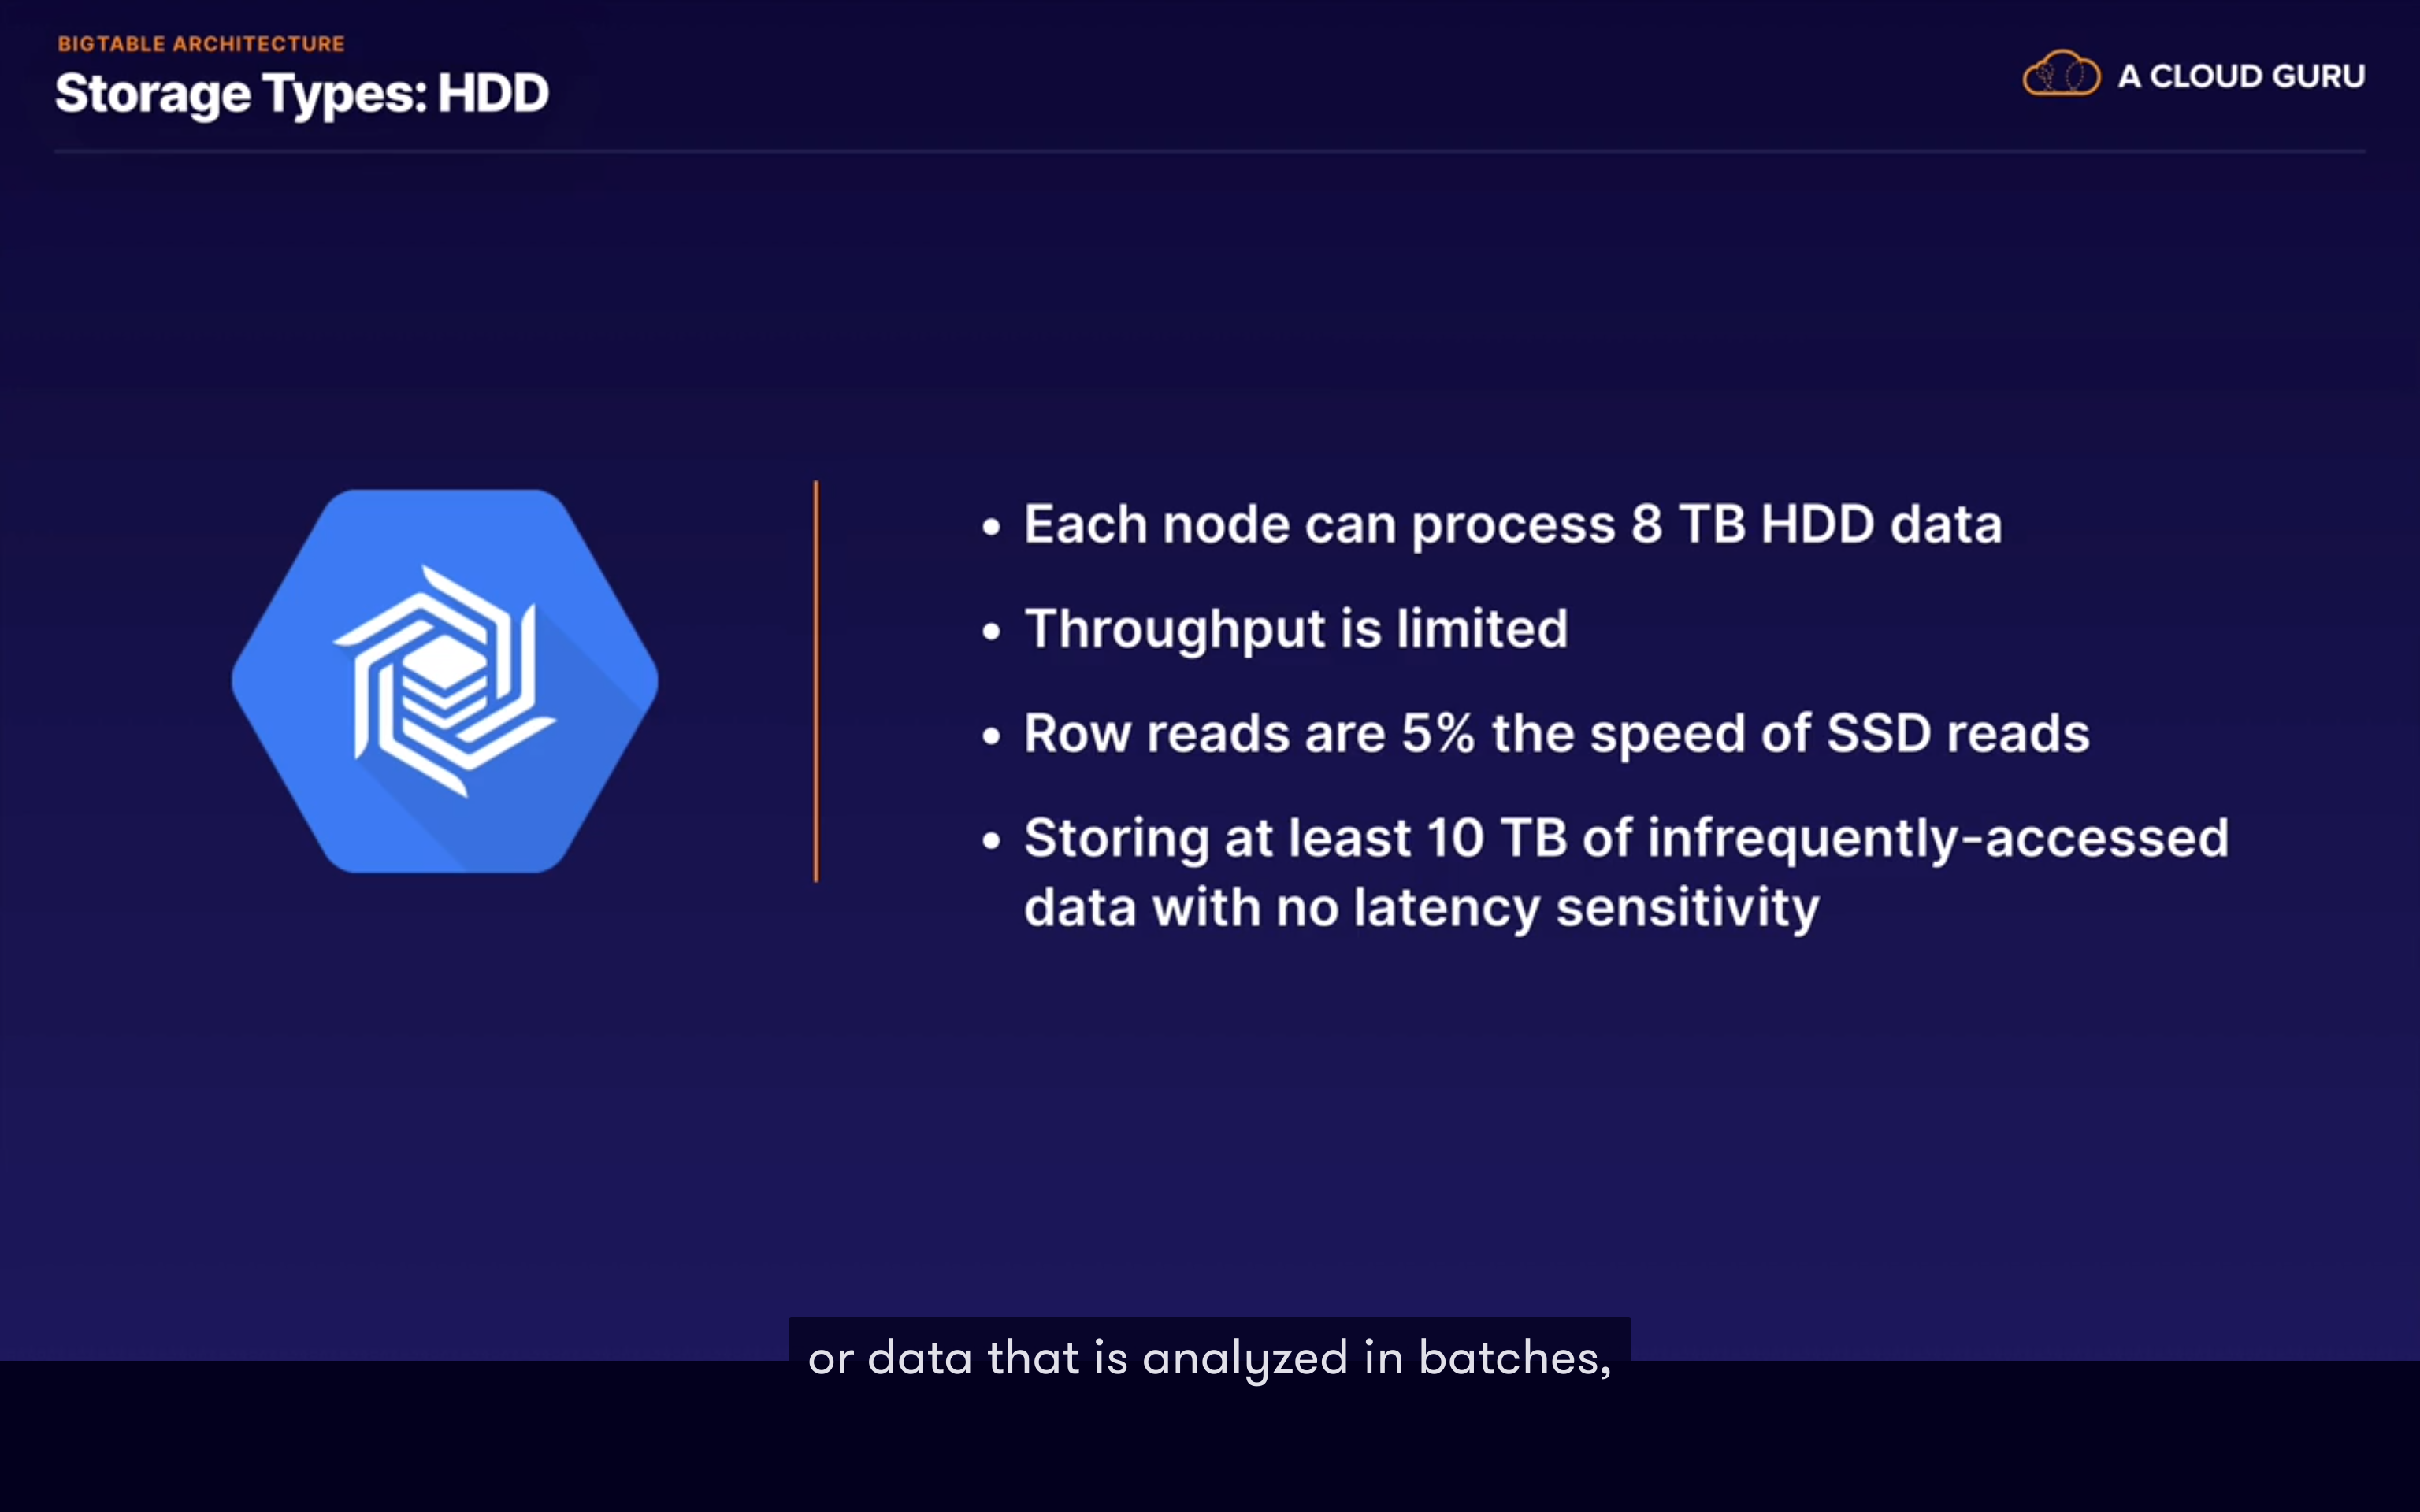 BIGTABLE ARCHITECTURE
Storage Types: HDD
A CLOUD GURU
• Each node can process 8 TB HDD data
• Throughput is limited
• Row reads are 5% the speed of SSD reads
• Storing at least 10 TB of infrequently-accessed
data with no latency sensitivity
or data that is analyzed in batches,